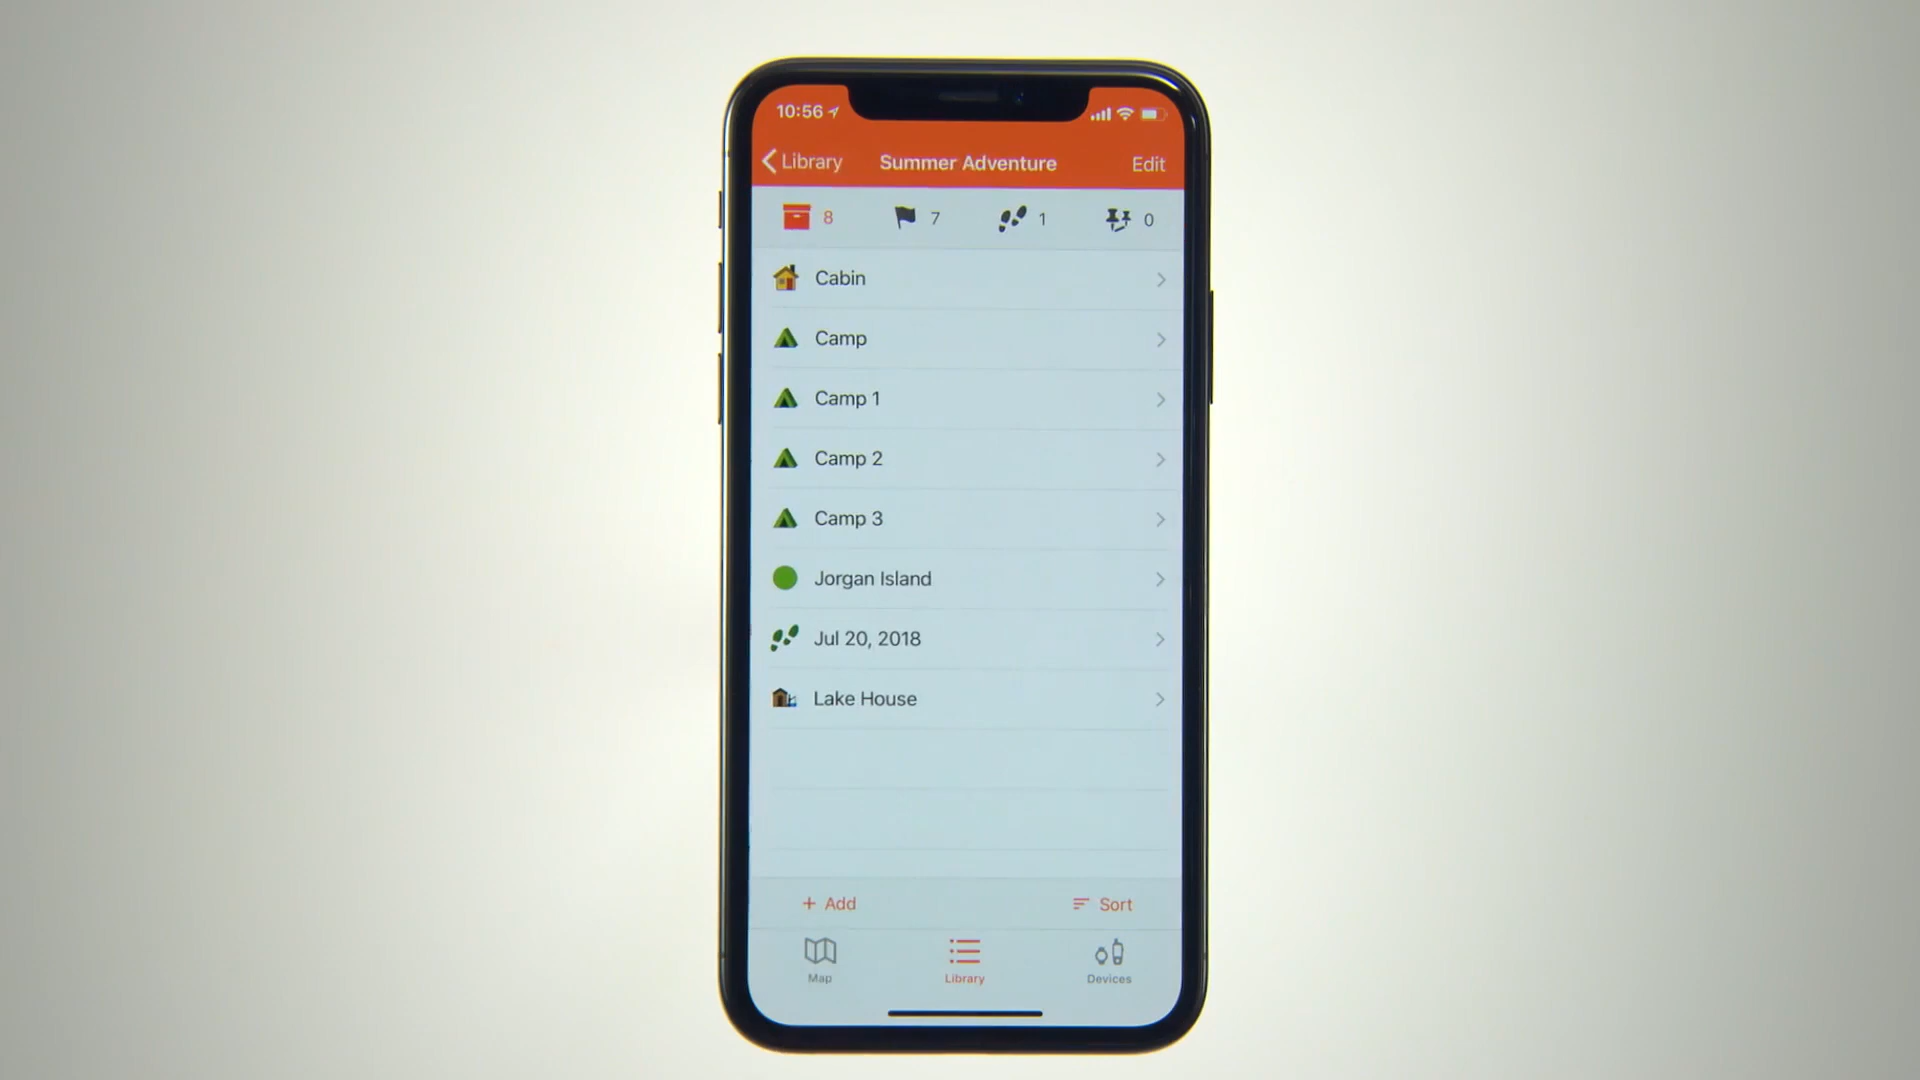 10:56
Library Summer Adventure Edit
8 7 1 0
Cabin
Camp
Camp 1
Camp 2
Camp 3
Jorgan Island
Jul 20, 2018
Lake House
+ Add Sort
Map Library Devices